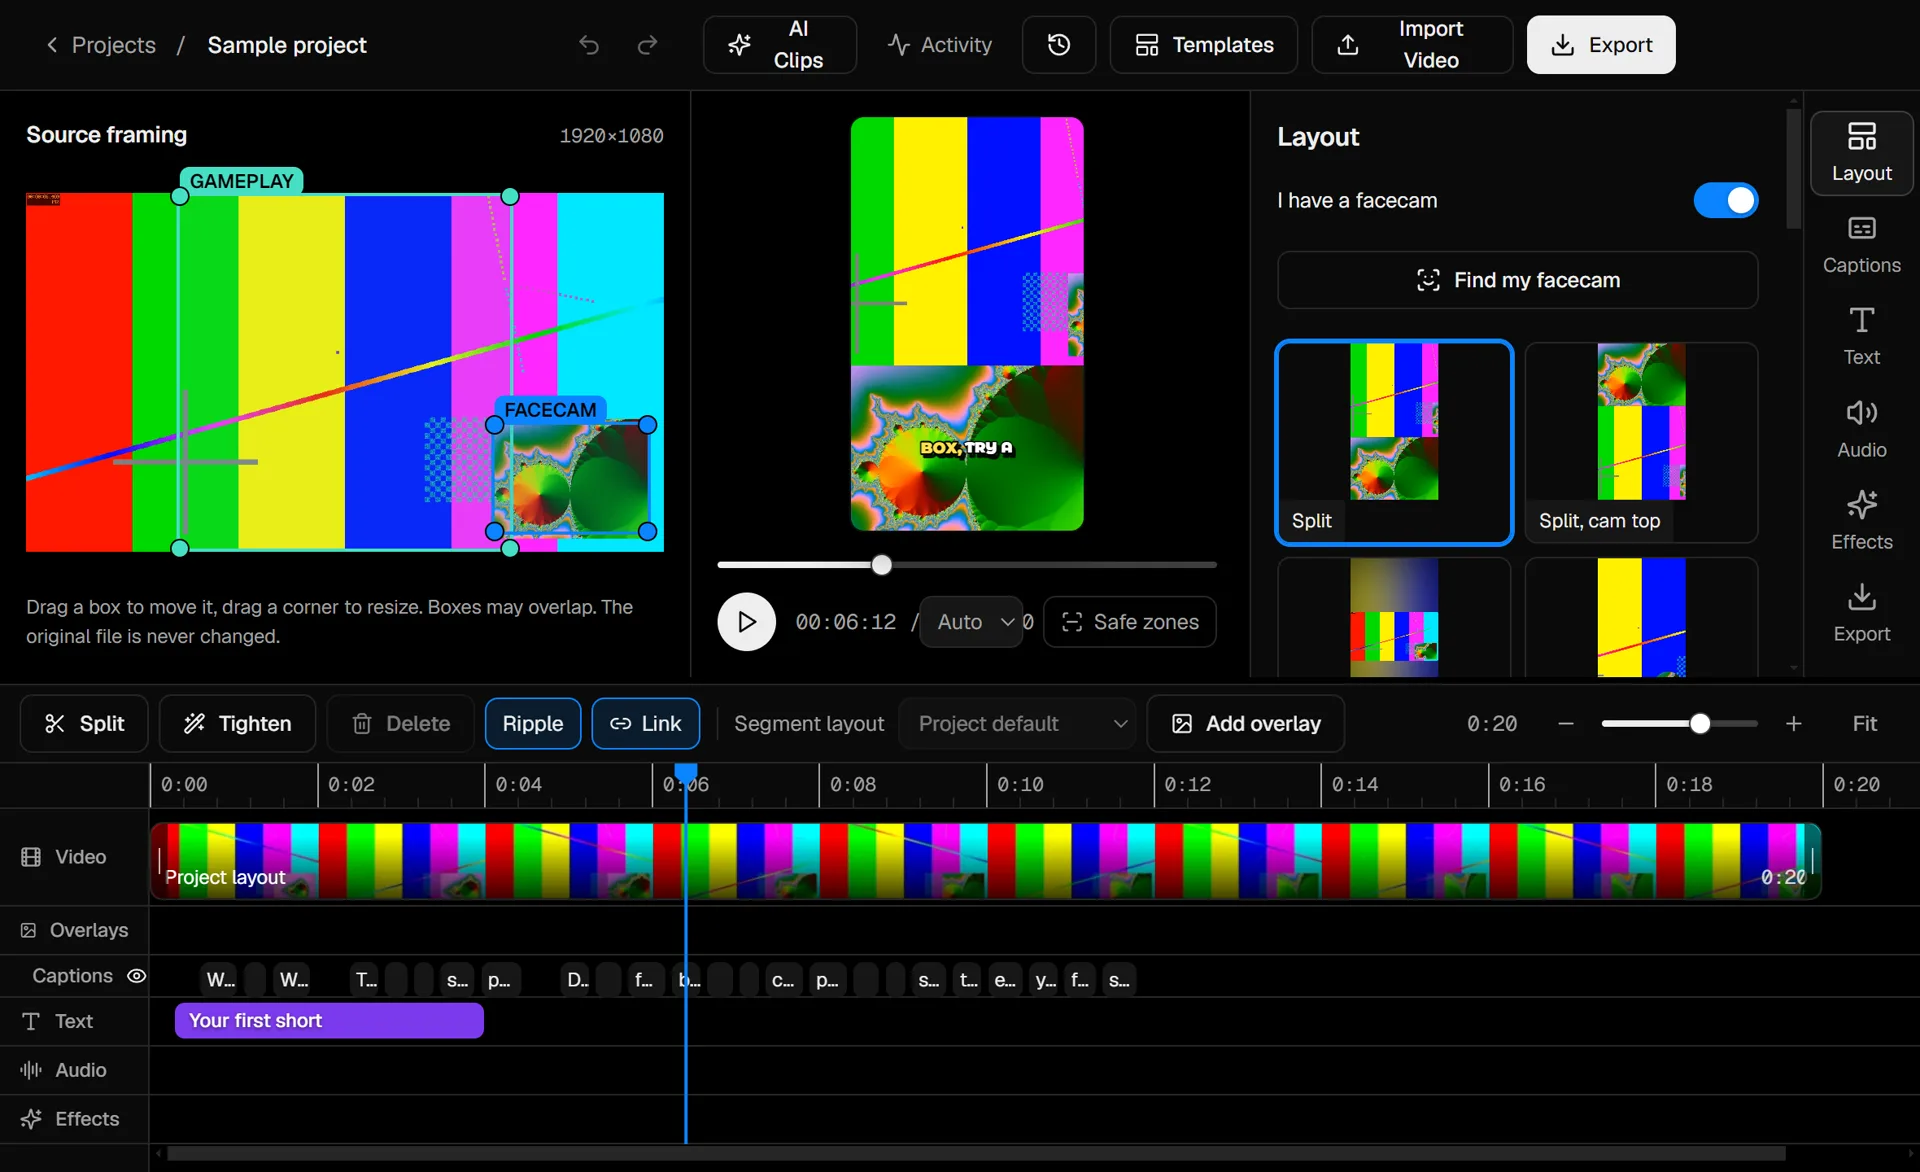 Projects / Sample project
AI Clips
Activity
Templates
Import Video
Export
Source framing
1920×1080
GAMEPLAY
FACECAM
Drag a box to move it, drag a corner to resize. Boxes may overlap. The
original file is never changed.
BOX, TRY A
00:06:12 /
Auto
0
Safe zones
Layout
I have a facecam
Find my facecam
Split
Split, cam top
Layout
Captions
Text
Audio
Effects
Export
Split
Tighten
Delete
Ripple
Link
Segment layout
Project default
Add overlay
0:20
Fit
0:00
0:02
0:04
0:06
0:08
0:10
0:12
0:14
0:16
0:18
0:20
Video
Project layout
0:20
Overlays
Captions
W...
W...
T...
s...
p...
D...
f...
b...
c...
p...
s...
t...
e...
y...
f...
s...
Text
Your first short
Audio
Effects